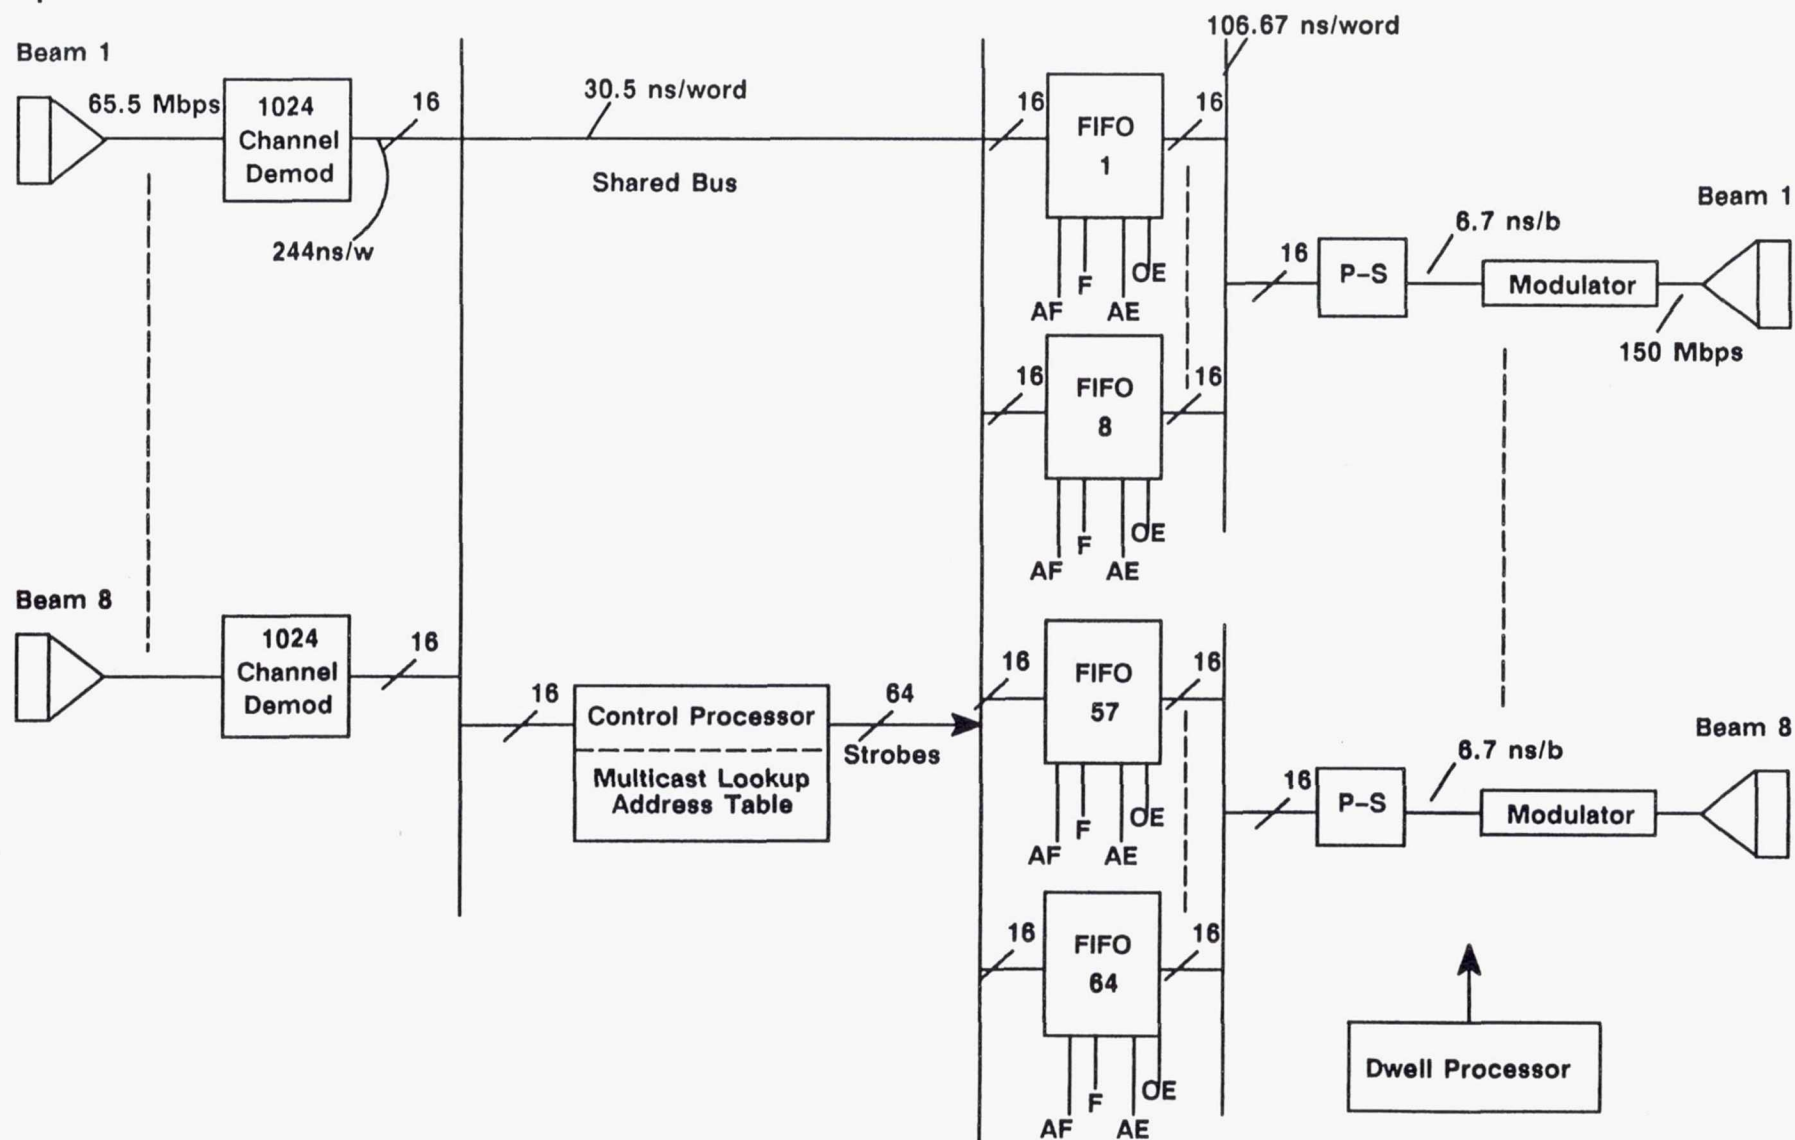 106.67 ns/word
Beam 1
65.5 Mbps
1024
Channel
Demod
16
30.5 ns/word
Shared Bus
244ns/w
16
FIFO
1
16
AF
F
AE
OE
16
FIFO
8
16
AF
F
AE
OE
Beam 1
16
P-S
6.7 ns/b
Modulator
150 Mbps
Beam 8
1024
Channel
Demod
16
16
Control Processor
Multicast Lookup
Address Table
64
Strobes
16
FIFO
57
16
AF
F
AE
OE
16
FIFO
64
16
AF
F
AE
OE
Beam 8
16
P-S
6.7 ns/b
Modulator
Dwell Processor